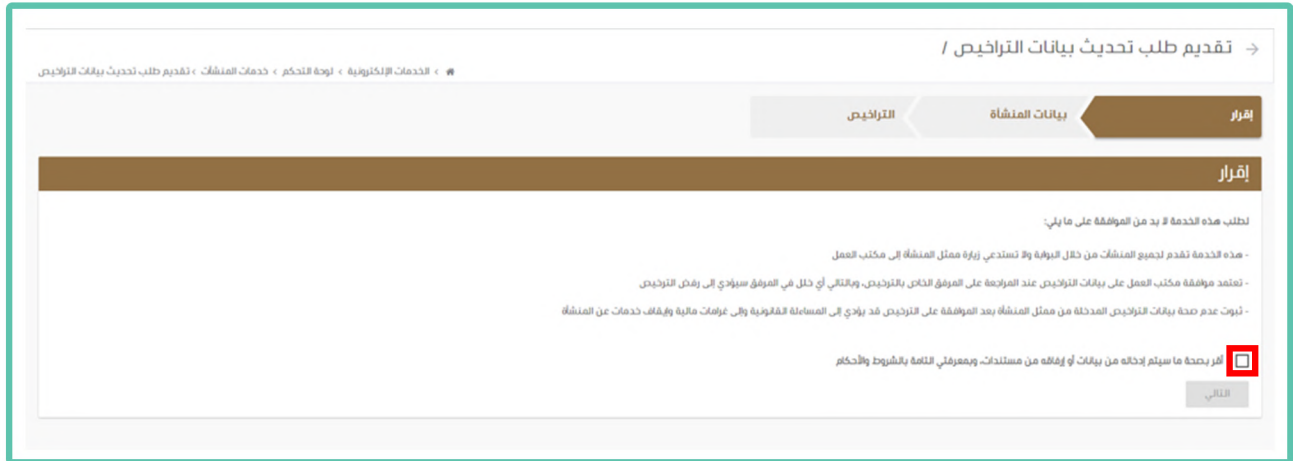 تقديم طلب تحديث بيانات التراخيص /
الخدمات الإلكترونية › لوحة التحكم › خدمات المنشآت › تقديم طلب تحديث بيانات التراخيص
إقرار
بيانات المنشأة
التراخيص
إقرار
لطلب هذه الخدمة لا بد من الموافقة على ما يلي:
- هذه الخدمة تقدم لجميع المنشآت من خلال البوابة ولا تستدعي زيارة ممثل المنشأة إلى مكتب العمل
- تعتمد موافقة مكتب العمل على بيانات التراخيص عند المراجعة على المرفق الخاص بالترخيص، وبالتالي أي خلل في المرفق سيؤدي إلى رفض الترخيص
- ثبوت عدم صحة بيانات التراخيص المدخلة من ممثل المنشأة بعد الموافقة على الترخيص قد يؤدي إلى المساءلة القانونية وإلى غرامات مالية وإيقاف خدمات عن المنشأة
أقر بصحة ما سيتم إدخاله من بيانات أو إرفاقه من مستندات، وبمعرفتي التامة بالشروط والأحكام
التالي